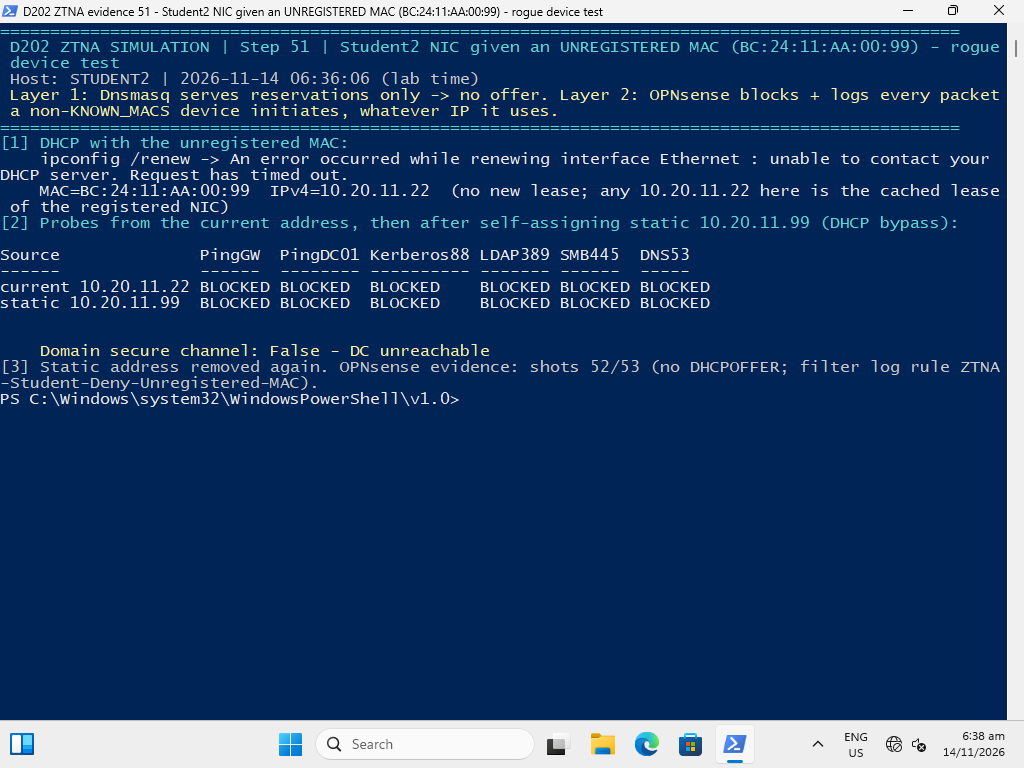 D202 ZTNA evidence 51 - Student2 NIC given an UNREGISTERED MAC (BC:24:11:AA:00:99) - rogue device test
================================================================================================
D202 ZTNA SIMULATION | Step 51 | Student2 NIC given an UNREGISTERED MAC (BC:24:11:AA:00:99) - rogue
device test
Host: STUDENT2 | 2026-11-14 06:36:06 (lab time)
Layer 1: Dnsmasq serves reservations only -> no offer. Layer 2: OPNsense blocks + logs every packet
a non-KNOWN_MACS device initiates, whatever IP it uses.
================================================================================================
[1] DHCP with the unregistered MAC:
ipconfig /renew -> An error occurred while renewing interface Ethernet : unable to contact your
DHCP server. Request has timed out.
MAC=BC:24:11:AA:00:99 IPv4=10.20.11.22 (no new lease; any 10.20.11.22 here is the cached lease
of the registered NIC)
[2] Probes from the current address, then after self-assigning static 10.20.11.99 (DHCP bypass):
Source PingGW PingDC01 Kerberos88 LDAP389 SMB445 DNS53
------ ------ -------- ---------- ------- ------ -----
current 10.20.11.22 BLOCKED BLOCKED BLOCKED BLOCKED BLOCKED BLOCKED
static 10.20.11.99 BLOCKED BLOCKED BLOCKED BLOCKED BLOCKED BLOCKED
Domain secure channel: False - DC unreachable
[3] Static address removed again. OPNsense evidence: shots 52/53 (no DHCPOFFER; filter log rule ZTNA
-Student-Deny-Unregistered-MAC).
PS C:\Windows\system32\WindowsPowerShell\v1.0>
Search
ENG
US
6:38 am
14/11/2026